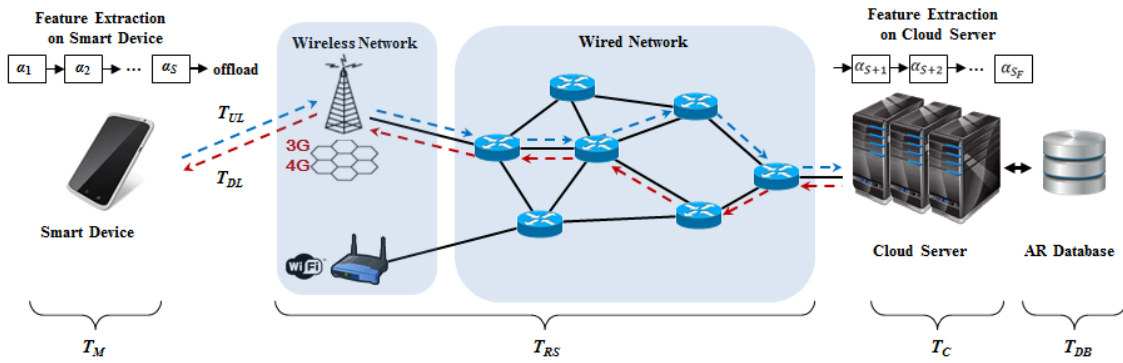 Feature Extraction
on Smart Device
α1 α2 ... αS offload
Wireless Network
Wired Network
Feature Extraction
on Cloud Server
αS+1 αS+2 ... αSF
TUL
TDL
3G
4G
Smart Device
WiFi
Cloud Server
AR Database
TM
TRS
TC
TDB